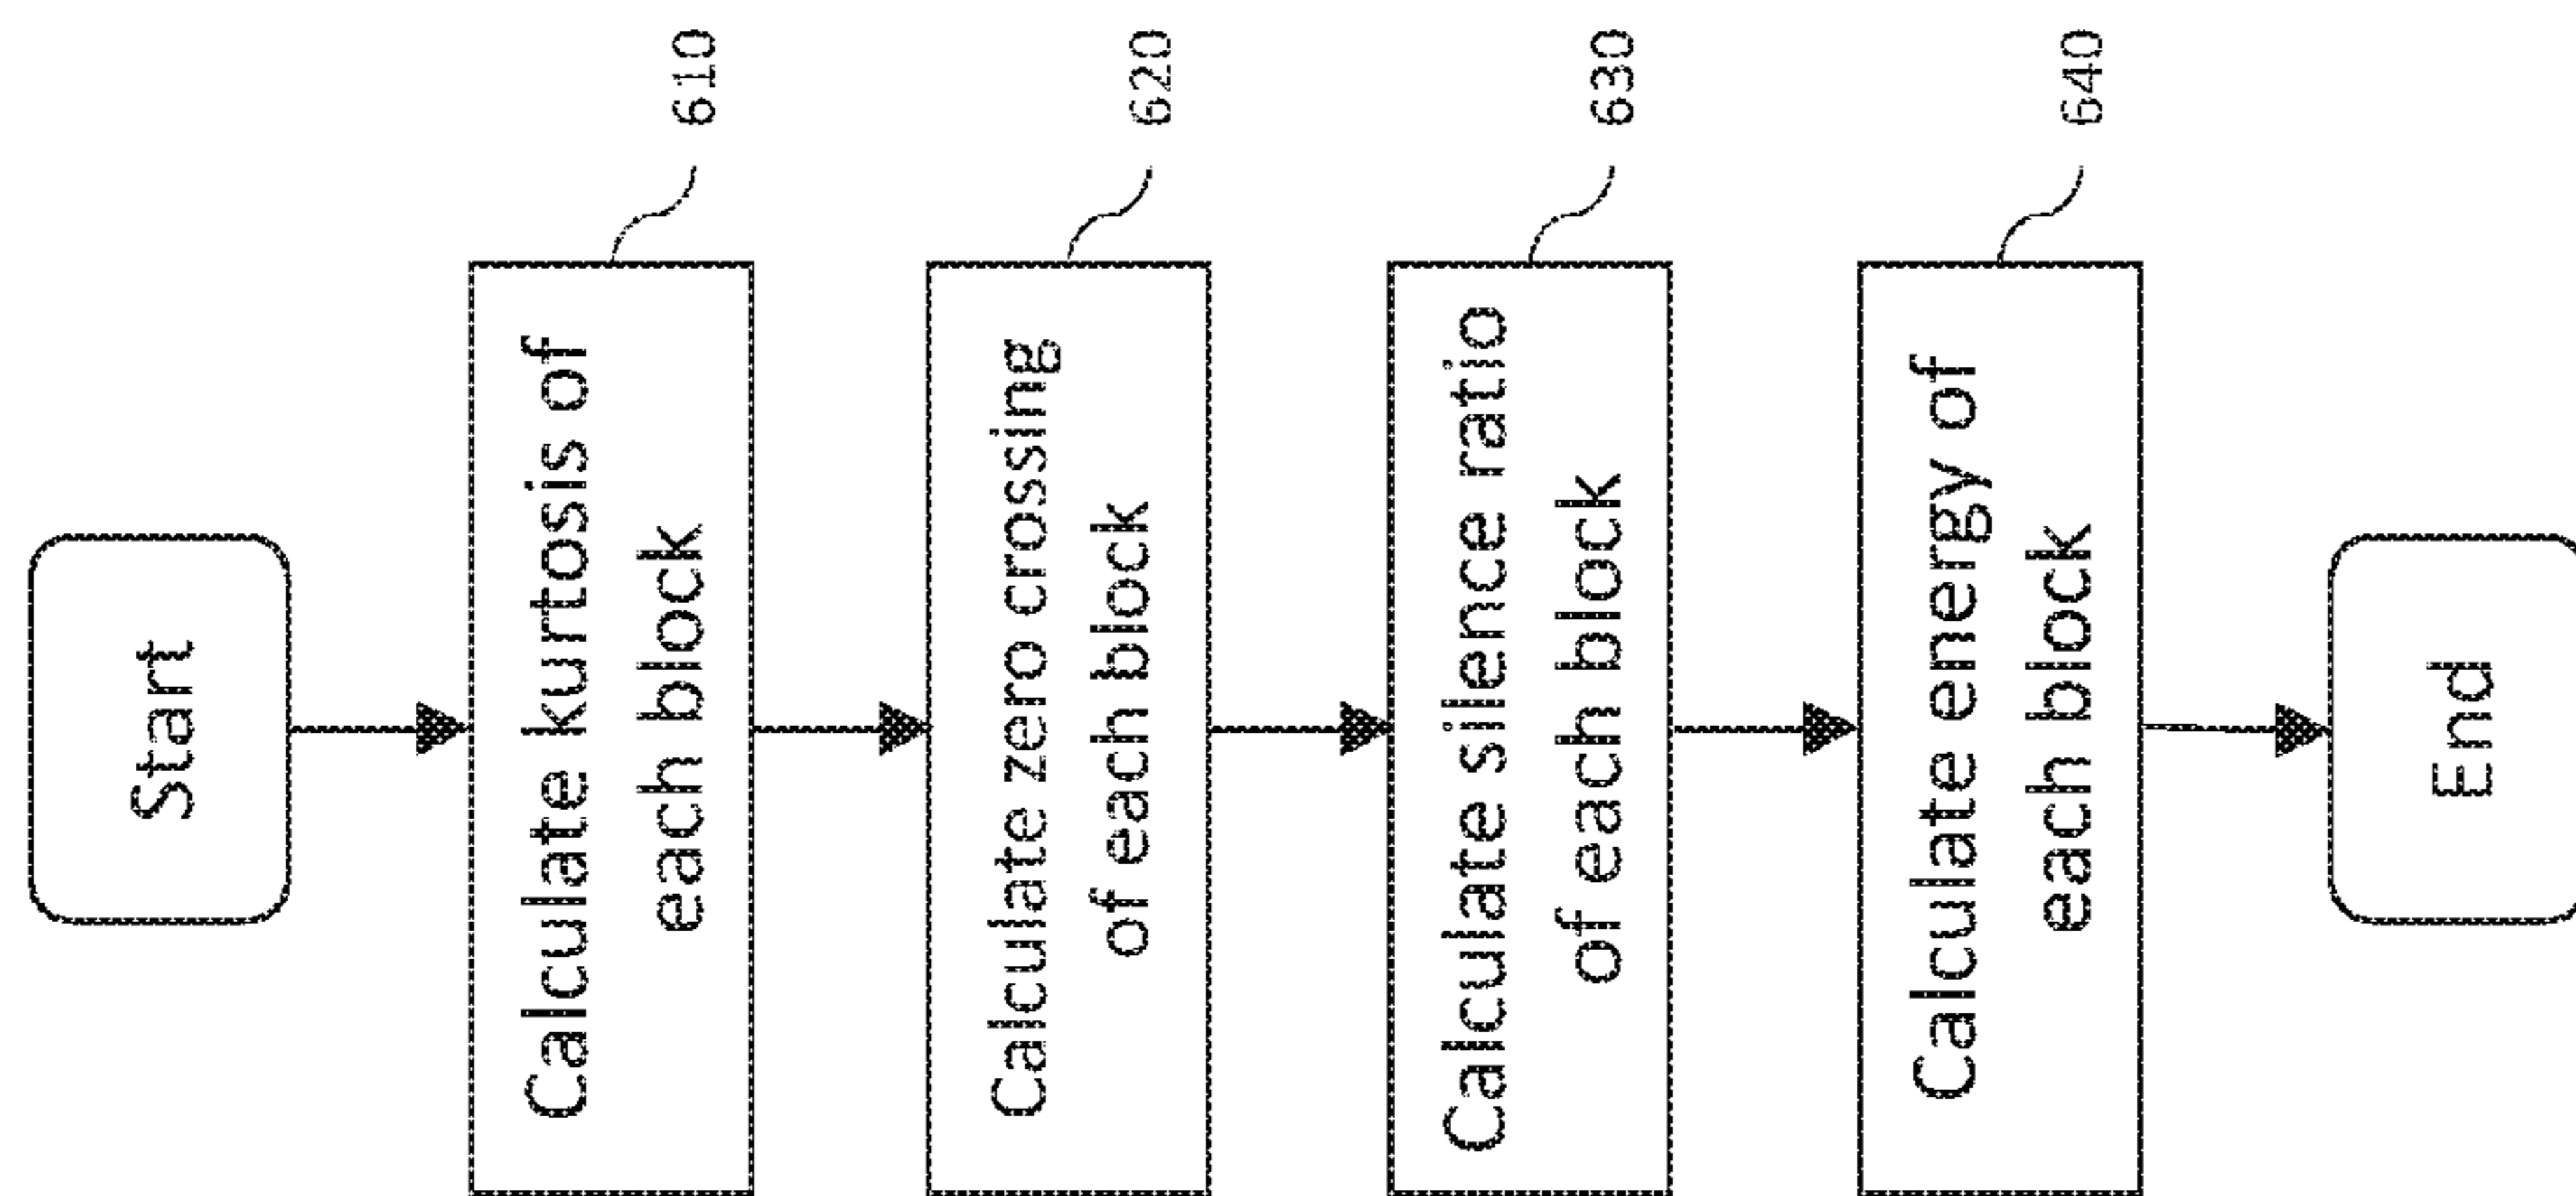 Start
Calculate kurtosis of
each block
610
Calculate zero crossing
of each block
620
Calculate silence ratio
of each block
630
Calculate energy of
each block
640
End